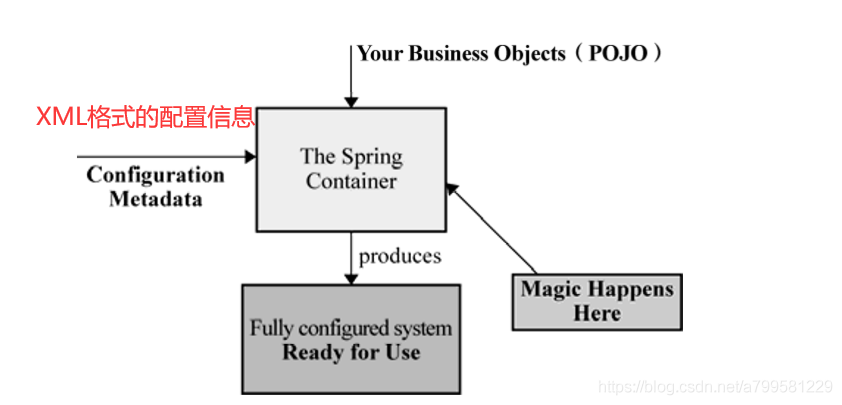 Your Business Objects（POJO）
XML格式的配置信息
The Spring
Container
Configuration
Metadata
produces
Magic Happens
Here
Fully configured system
Ready for Use
https://blog.csdn.net/a799581229